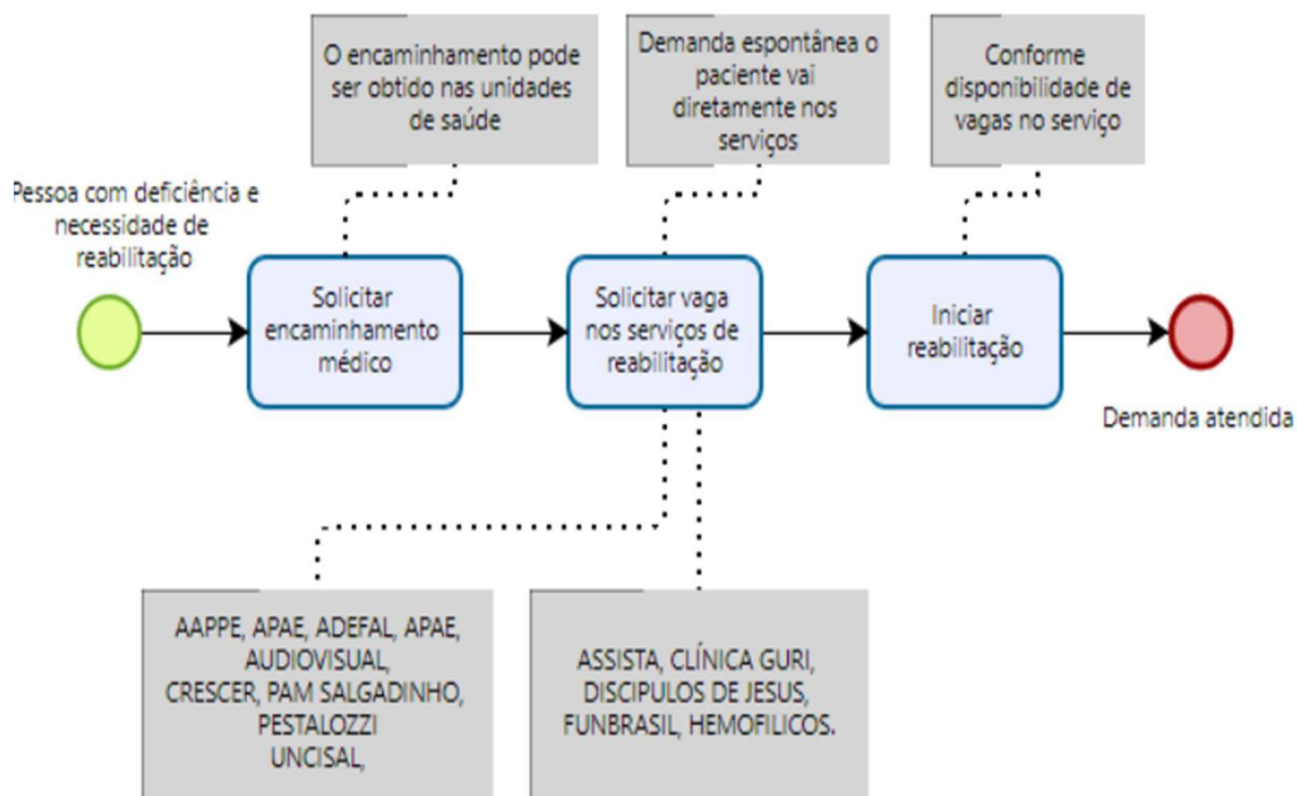 O encaminhamento pode
ser obtido nas unidades
de saúde
Demanda espontânea o
paciente vai
diretamente nos
serviços
Conforme
disponibilidade de
vagas no serviço
Pessoa com deficiência e
necessidade de
reabilitação
Solicitar
encaminhamento
médico
Solicitar vaga
nos serviços de
reabilitação
Iniciar
reabilitação
Demanda atendida
AAPPE, APAE, ADEFAL, APAE,
AUDIOVISUAL,
CRESCER, PAM SALGADINHO,
PESTALOZZI
UNCISAL,
ASSISTA, CLÍNICA GURI,
DISCIPULOS DE JESUS,
FUNBRASIL, HEMOFILICOS.